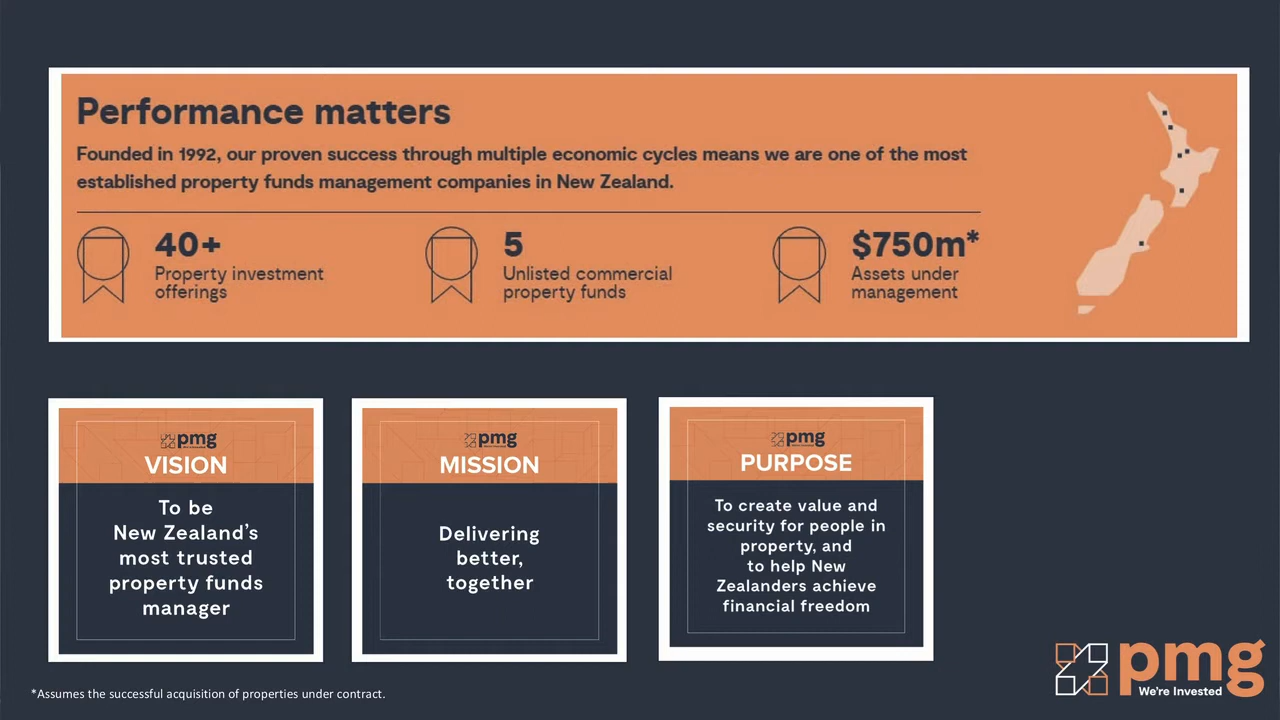 Performance matters
Founded in 1992, our proven success through multiple economic cycles means we are one of the most
established property funds management companies in New Zealand.
40+
Property investment
offerings
5
Unlisted commercial
property funds
$750m*
Assets under
management
pmg
VISION
To be
New Zealand's
most trusted
property funds
manager
pmg
MISSION
Delivering
better,
together
pmg
PURPOSE
To create value and
security for people in
property, and
to help New
Zealanders achieve
financial freedom
pmg
We're Invested
*Assumes the successful acquisition of properties under contract.